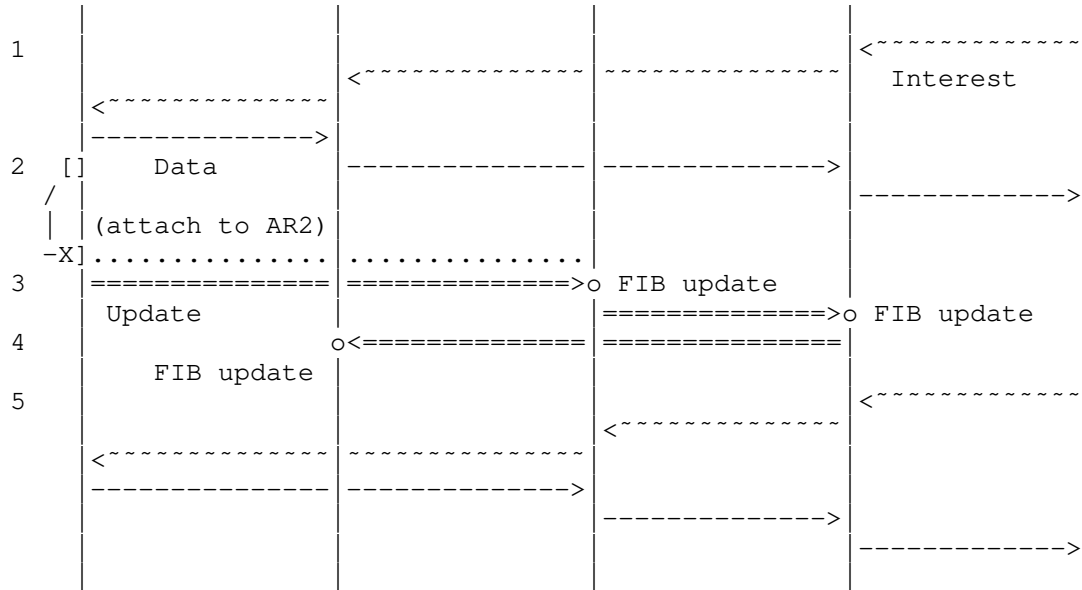 1
Interest
2 [] Data
(attach to AR2)
-X]
3 FIB update
Update FIB update
4
FIB update
5